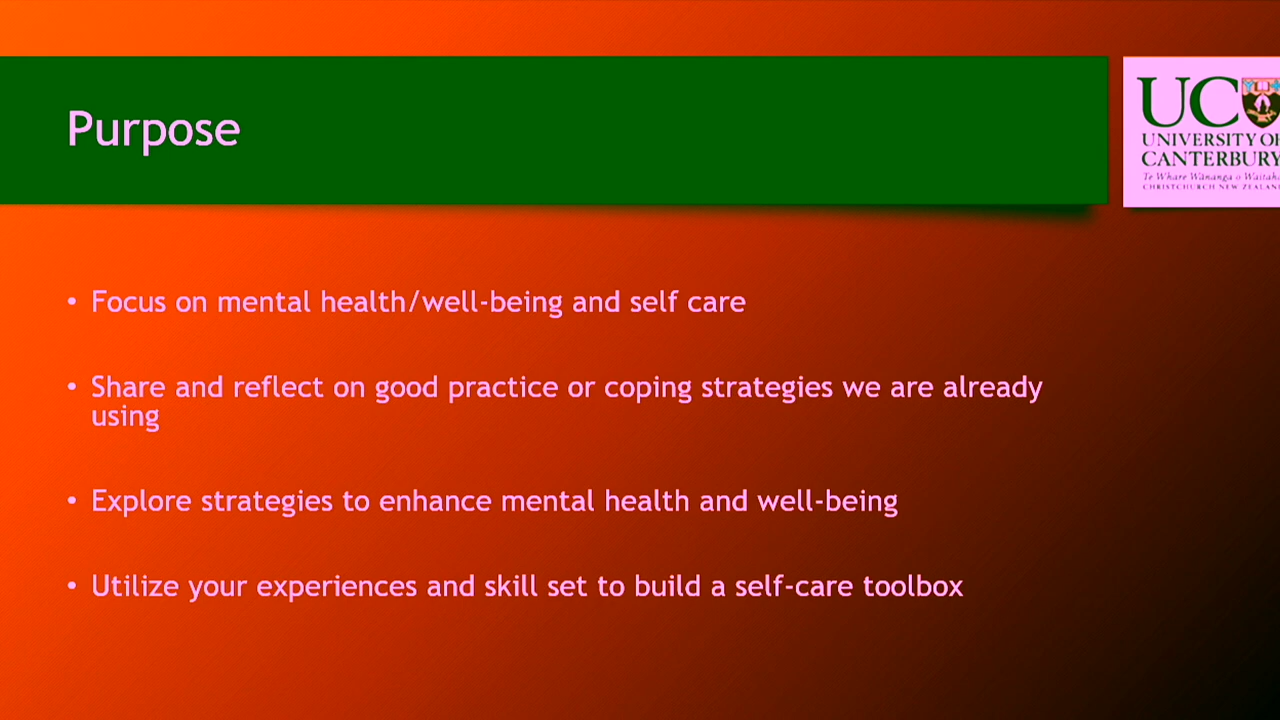 Purpose
UC
UNIVERSITY OF
CANTERBURY
Te Whare Wānanga o Waitaha
CHRISTCHURCH NEW ZEALAND
• Focus on mental health/well-being and self care
• Share and reflect on good practice or coping strategies we are already
using
• Explore strategies to enhance mental health and well-being
• Utilize your experiences and skill set to build a self-care toolbox